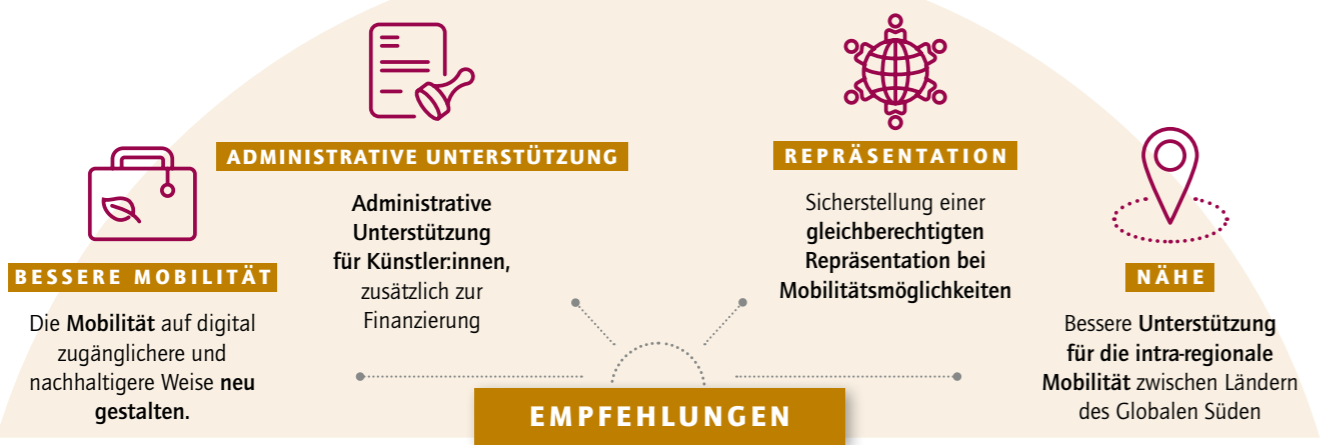 BESSERE MOBILITÄT
Die Mobilität auf digital
zugänglichere und
nachhaltigere Weise neu
gestalten.
ADMINISTRATIVE UNTERSTÜTZUNG
Administrative
Unterstützung
für Künstler:innen,
zusätzlich zur
Finanzierung
REPRÄSENTATION
Sicherstellung einer
gleichberechtigten
Repräsentation bei
Mobilitätsmöglichkeiten
NÄHE
Bessere Unterstützung
für die intra-regionale
Mobilität zwischen Ländern
des Globalen Süden
EMPFEHLUNGEN